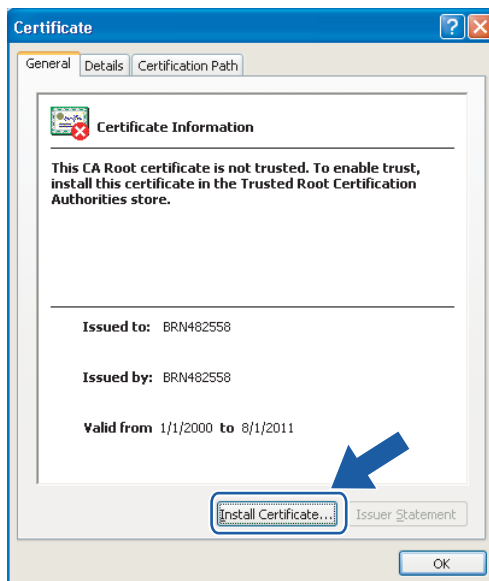 Certificate
General Details Certification Path
Certificate Information
This CA Root certificate is not trusted. To enable trust,
install this certificate in the Trusted Root Certification
Authorities store.
Issued to: BRN482558
Issued by: BRN482558
Valid from 1/1/2000 to 8/1/2011
Install Certificate... Issuer Statement
OK